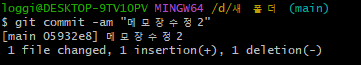 loggi@DESKTOP-9TV1OPV MINGW64 /d/새 폴더 (main)
$ git commit -am "메모장수정2"
[main 05932e8] 메모장수정2
 1 file changed, 1 insertion(+), 1 deletion(-)